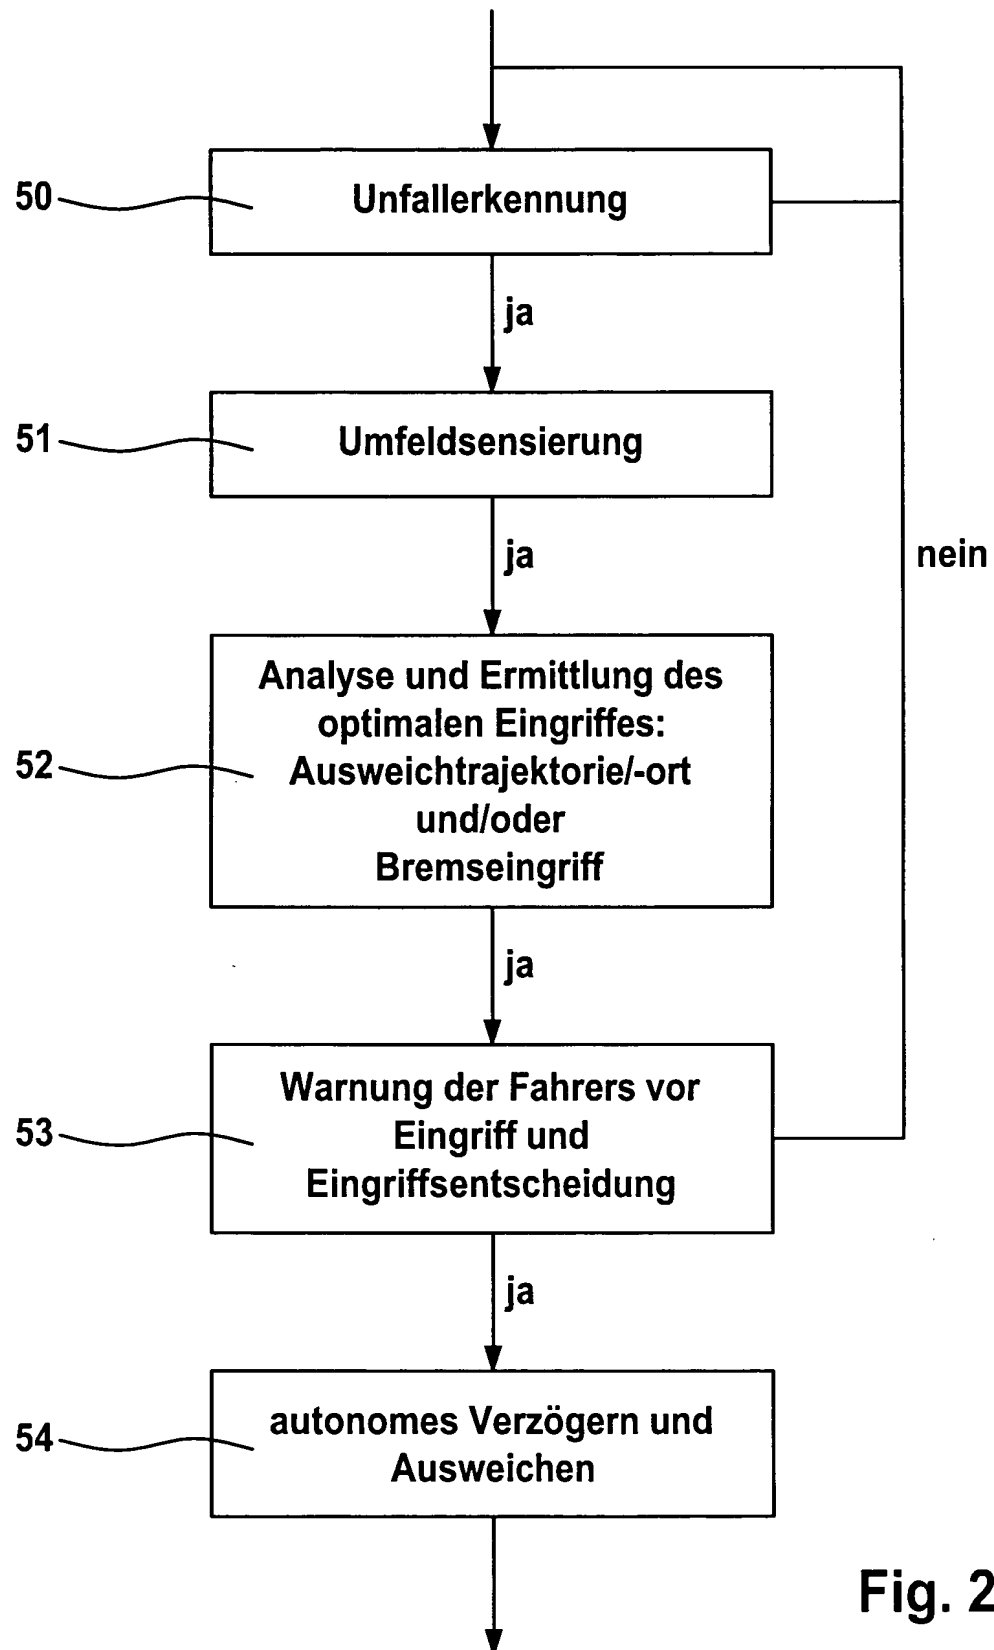 50
Unfallerkennung
ja
51
Umfeldsensierung
ja
nein
52
Analyse und Ermittlung des
optimalen Eingriffes:
Ausweichtrajektorie/-ort
und/oder
Bremseingriff
ja
53
Warnung der Fahrers vor
Eingriff und
Eingriffsentscheidung
ja
54
autonomes Verzögern und
Ausweichen
Fig. 2